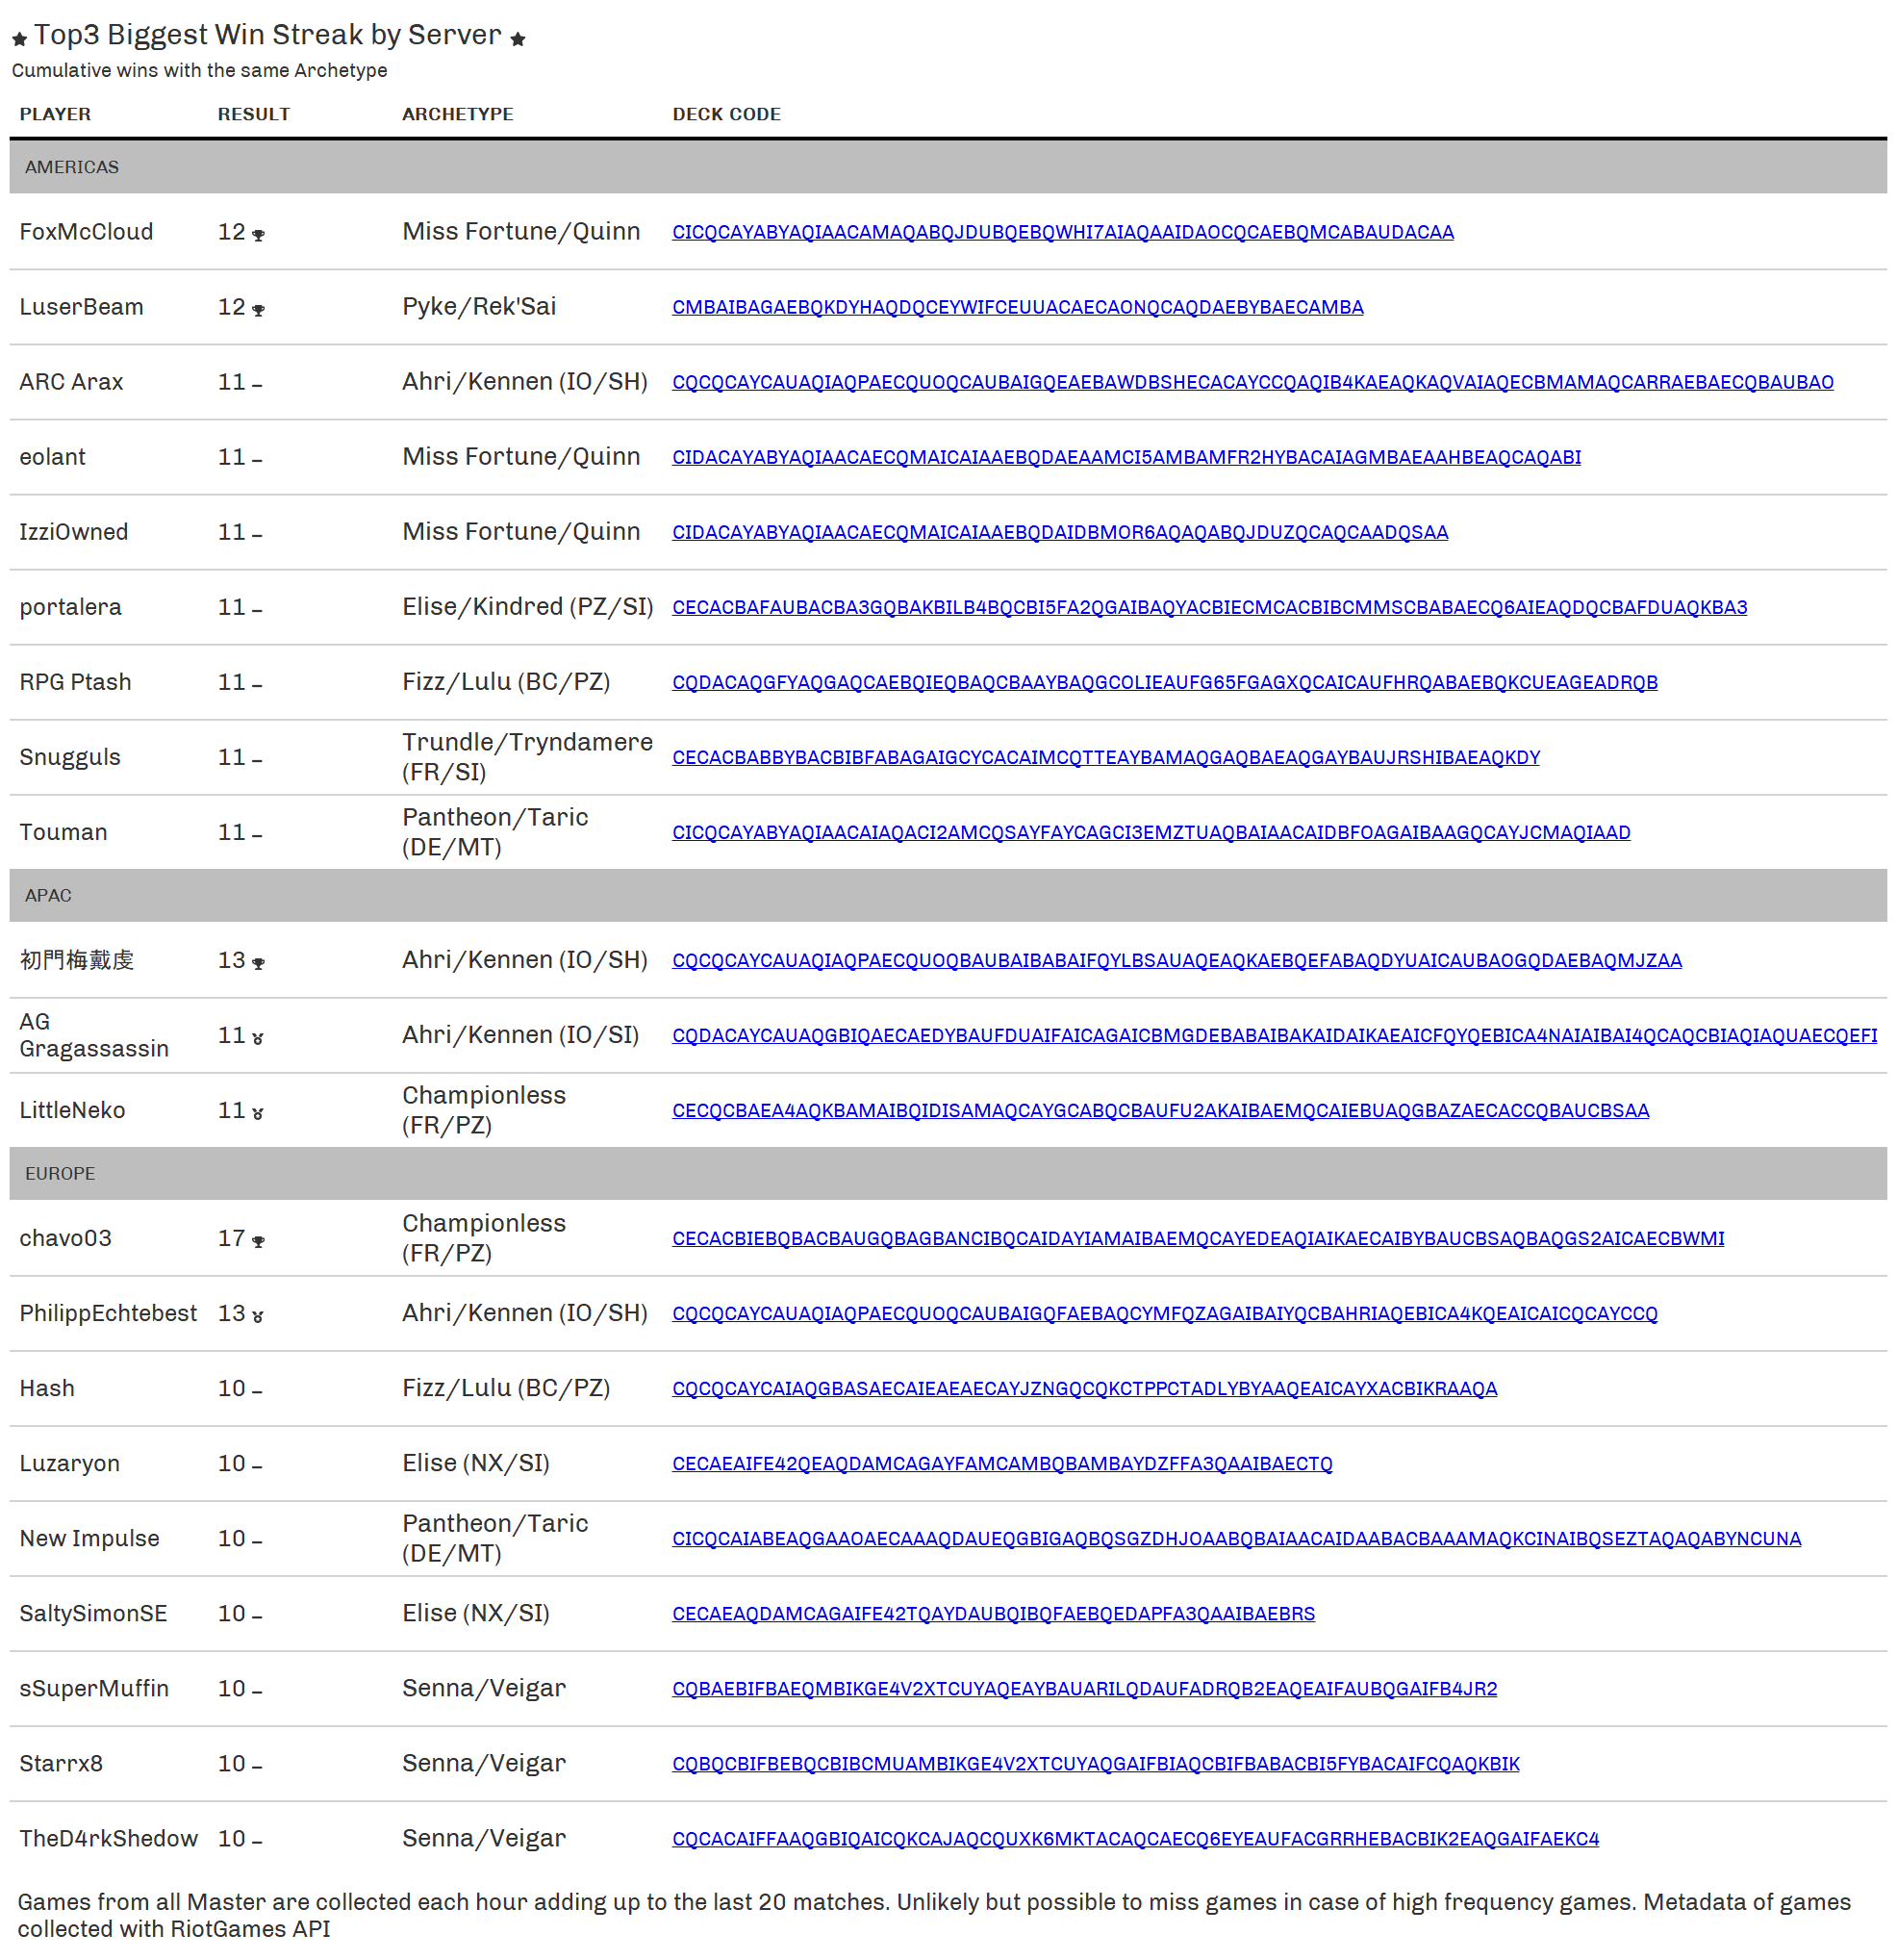 ★ Top3 Biggest Win Streak by Server ★
Cumulative wins with the same Archetype
PLAYER RESULT ARCHETYPE DECK CODE
AMERICAS
FoxMcCloud 12 Miss Fortune/Quinn CICQCAYABYAQIAACAMAQABQJDUBQEBQWHI7AIAQAAIDAOCQCAEBQMCABAUDACAA
LuserBeam 12 Pyke/Rek'Sai CMBAIBAGAEBQKDYHAQDQCEYWIFCEUUACAECAONQCAQDAEBYBAECAMBA
ARC Arax 11 – Ahri/Kennen (IO/SH) CQCQCAYCAUAQIAQPAECQUOQCAUBAIGQEAEBAWDBSHECACAYCCQAQIB4KAEAQKAQVAIAQECBMAMAQCARRAEBAECQBAUBAO
eolant 11 – Miss Fortune/Quinn CIDACAYABYAQIAACAECQMAICAIAAEBQDAEAAMCI5AMBAMFR2HYBACAIAGMBAEAAHBEAQCAQABI
IzziOwned 11 – Miss Fortune/Quinn CIDACAYABYAQIAACAECQMAICAIAAEBQDAIDBMOR6AQAQABQJDUZQCAQCAADQSAA
portalera 11 – Elise/Kindred (PZ/SI) CECACBAFAUBACBA3GQBAKBILB4BQCBI5FA2QGAIBAQYACBIECMCACBIBCMMSCBABAECQ6AIEAQDQCBAFDUAQKBA3
RPG Ptash 11 – Fizz/Lulu (BC/PZ) CQDACAQGFYAQGAQCAEBQIEQBAQCBAAYBAQGCOLIEAUFG65FGAGXQCAICAUFHRQABAEBQKCUEAGEADRQB
Snugguls 11 – Trundle/Tryndamere
(FR/SI) CECACBABBYBACBIBFABAGAIGCYCACAIMCQTTEAYBAMAQGAQBAEAQGAYBAUJRSHIBAEAQKDY
Touman 11 – Pantheon/Taric
(DE/MT) CICQCAYABYAQIAACAIAQACI2AMCQSAYFAYCAGCI3EMZTUAQBAIAACAIDBFOAGAIBAAGQCAYJCMAQIAAD
APAC
初門梅戴虔 13 Ahri/Kennen (IO/SH) CQCQCAYCAUAQIAQPAECQUOQBAUBAIBABAIFQYLBSAUAQEAQKAEBQEFABAQDYUAICAUBAOGQDAEBAQMJZAA
AG
Gragassassin 11 Ahri/Kennen (IO/SI) CQDACAYCAUAQGBIQAECAEDYBAUFDUAIFAICAGAICBMGDEBABAIBAKAIDAIKAEAICFQYQEBICA4NAIAIBAI4QCAQCBIAQIAQUAECQEFI
LittleNeko 11 Championless
(FR/PZ) CECQCBAEA4AQKBAMAIBQIDISAMAQCAYGCABQCBAUFU2AKAIBAEMQCAIEBUAQGBAZAECACCQBAUCBSAA
EUROPE
chavo03 17 Championless
(FR/PZ) CECACBIEBQBACBAUGQBAGBANCIBQCAIDAYIAMAIBAEMQCAYEDEAQIAIKAECAIBYBAUCBSAQBAQGS2AICAECBWMI
PhilippEchtebest 13 Ahri/Kennen (IO/SH) CQCQCAYCAUAQIAQPAECQUOQCAUBAIGQFAEBAQCYMFQZAGAIBAIYQCBAHRIAQEBICA4KQEAICAICQCAYCCQ
Hash 10 – Fizz/Lulu (BC/PZ) CQCQCAYCAIAQGBASAECAIEAEAECAYJZNGQCQKCTPPCTADLYBYAAQEAICAYXACBIKRAAQA
Luzaryon 10 – Elise (NX/SI) CECAEAIFE42QEAQDAMCAGAYFAMCAMBQBAMBAYDZFFA3QAAIBAECTQ
New Impulse 10 – Pantheon/Taric
(DE/MT) CICQCAIABEAQGAAOAECAAAQDAUEQGBIGAQBQSGZDHJOAABQBAIAACAIDAABACBAAAMAQKCINAIBQSEZTAQAQABYNCUNA
SaltySimonSE 10 – Elise (NX/SI) CECAEAQDAMCAGAIFE42TQAYDAUBQIBQFAEBQEDAPFA3QAAIBAEBRS
sSuperMuffin 10 – Senna/Veigar CQBAEBIFBAEQMBIKGE4V2XTCUYAQEAYBAUARILQDAUFADRQB2EAQEAIFAUBQGAIFB4JR2
Starrx8 10 – Senna/Veigar CQBQCBIFBEBQCBIBCMUAMBIKGE4V2XTCUYAQGAIFBIAQCBIFBABACBI5FYBACAIFCQAQKBIK
TheD4rkShedow 10 – Senna/Veigar CQCACAIFFAAQGBIQAICQKCAJAQCQUXK6MKTACAQCAECQ6EYEAUFACGRRHEBACBIK2EAQGAIFAEKC4
Games from all Master are collected each hour adding up to the last 20 matches. Unlikely but possible to miss games in case of high frequency games. Metadata of games
collected with RiotGames API